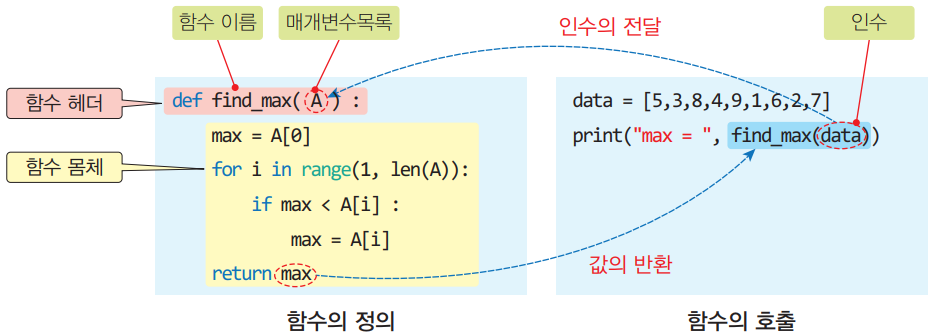 함수 이름
매개변수목록
인수의 전달
인수
함수 헤더
def find_max( A ) :
함수 몸체
max = A[0]
for i in range(1, len(A)):
if max < A[i] :
max = A[i]
return max
data = [5,3,8,4,9,1,6,2,7]
print("max = ", find_max(data))
값의 반환
함수의 정의
함수의 호출